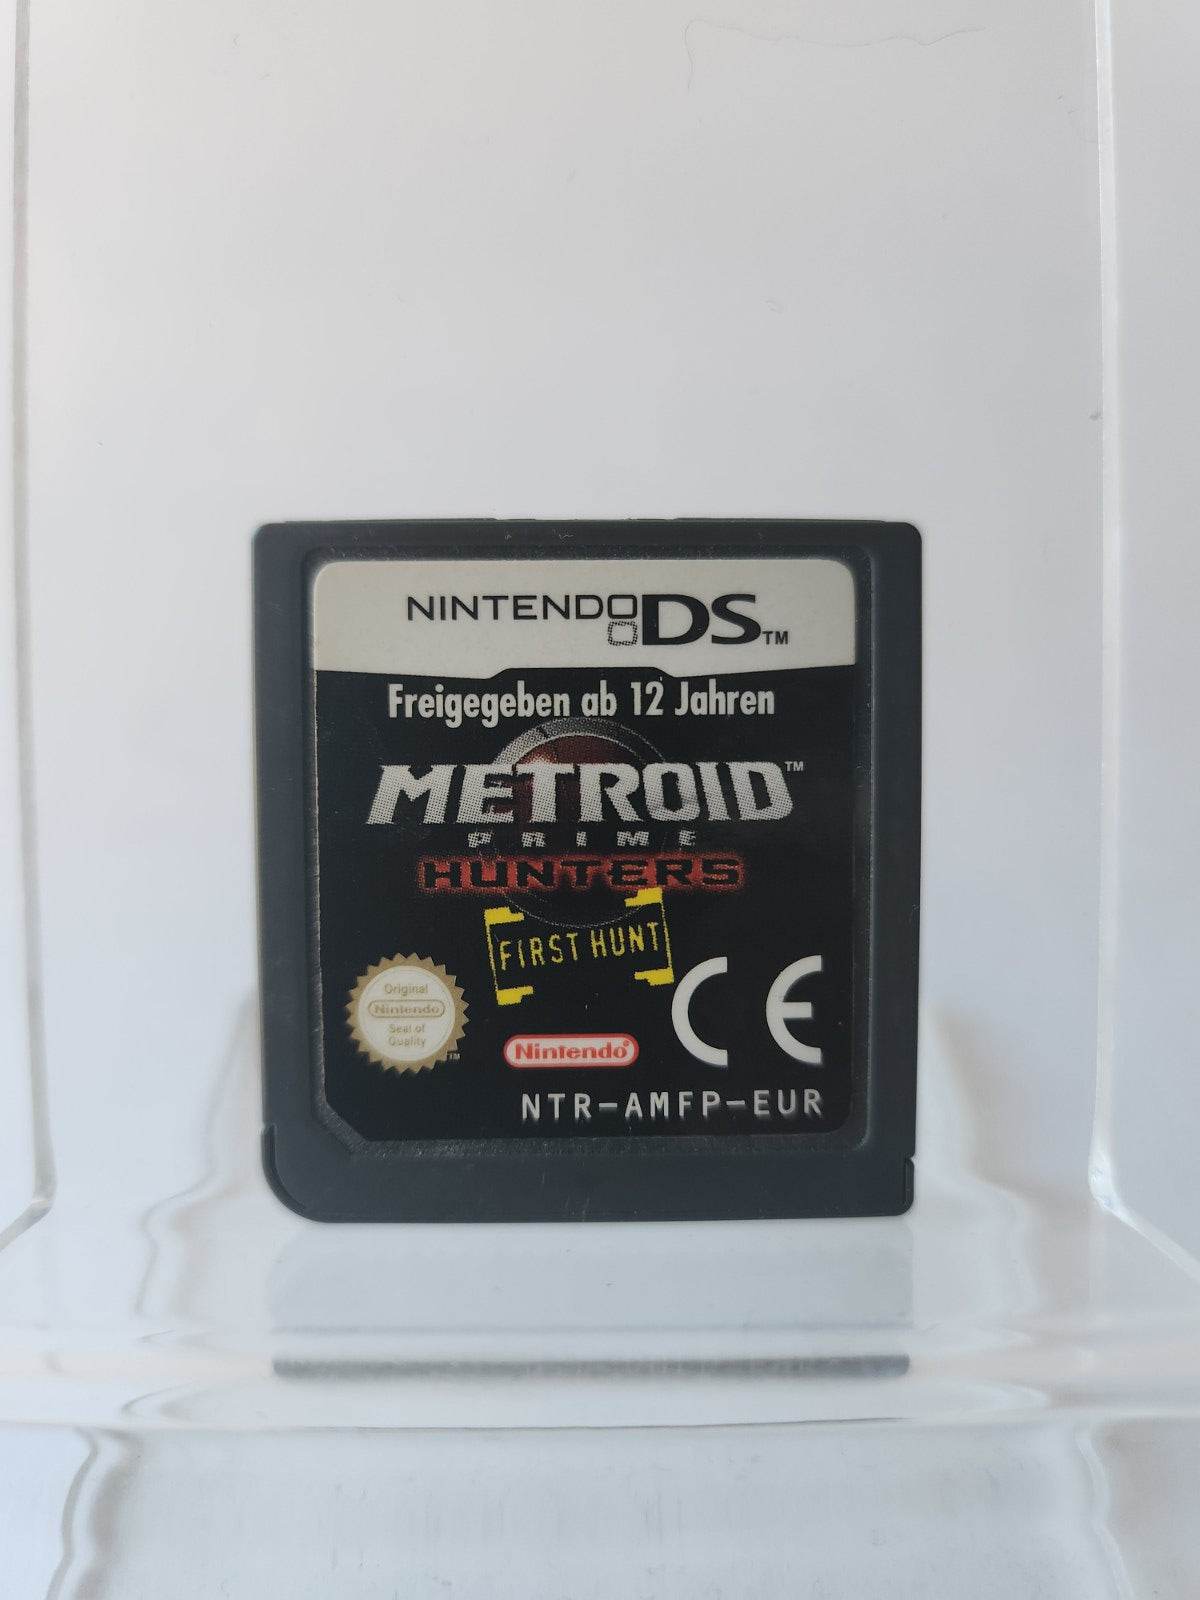 NINTENDO DS™
Freigegeben ab 12 Jahren
METROID™
PRIME
HUNTERS
FIRST HUNT
Original
Nintendo
Seal of
Quality
TM
Nintendo®
CE
NTR-AMFP-EUR